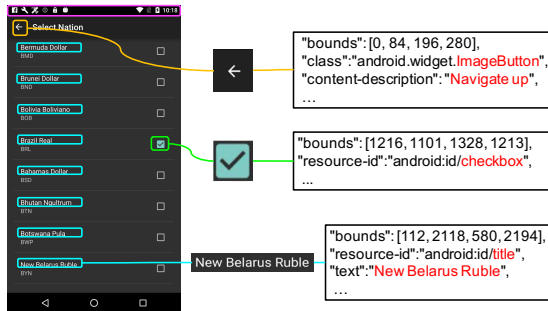 10:18
Select Nation
Bermuda Dollar
BMD
Brunei Dollar
BND
Bolivia Boliviano
BOB
Brazil Real
BRL
Bahamas Dollar
BSD
Bhutan Ngultrum
BTN
Botswana Pula
BWP
New Belarus Ruble
BYN
"bounds": [0, 84, 196, 280],
"class":"android.widget.ImageButton",
"content-description": "Navigate up",
…
"bounds": [1216, 1101, 1328, 1213],
"resource-id":"android:id/checkbox",
...
New Belarus Ruble
"bounds": [112, 2118, 580, 2194],
"resource-id":"android:id/title",
"text":"New Belarus Ruble",
…